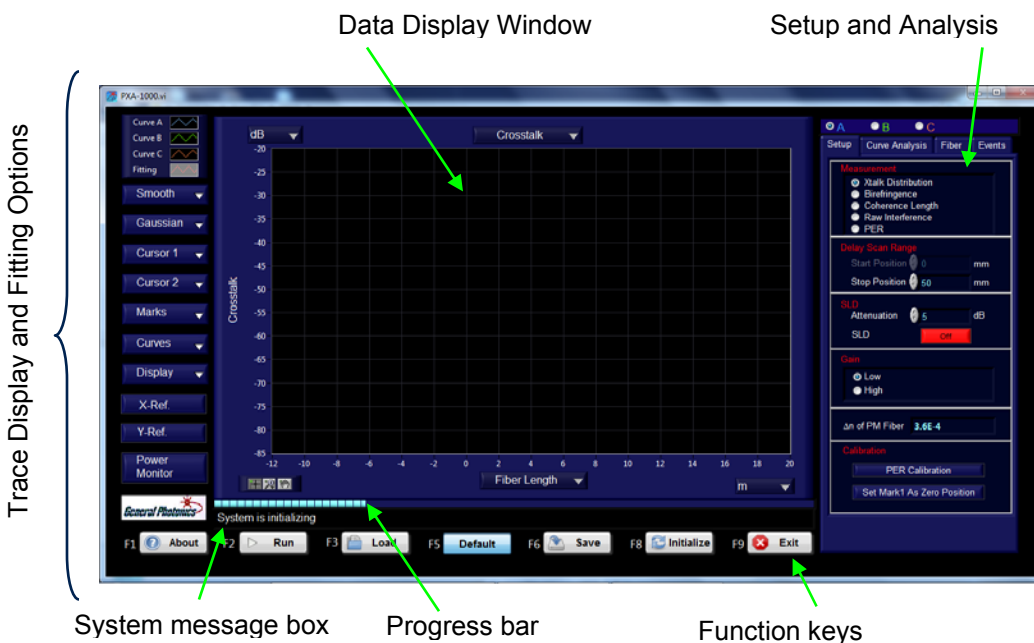 Data Display Window
Setup and Analysis
Trace Display and Fitting Options
PXA-1000.vi
Curve A
Curve B
Curve C
Fitting
Smooth
Gaussian
Cursor 1
Cursor 2
Marks
Curves
Display
X-Ref.
Y-Ref.
Power
Monitor
General Photonics
dB
Crosstalk
Crosstalk
-20
-25
-30
-35
-40
-45
-50
-55
-60
-65
-70
-75
-80
-85
-12 -10 -8 -6 -4 -2 0 2 4 6 8 10 12 14 16 18 20
Fiber Length
m
A B C
Setup Curve Analysis Fiber Events
Measurement
Xtalk Distribution
Birefringence
Coherence Length
Raw Interference
PER
Delay Scan Range
Start Position 0 mm
Stop Position 50 mm
SLD
Attenuation 5 dB
SLD Off
Gain
Low
High
Δn of PM Fiber 3.6E-4
Calibration
PER Calibration
Set Mark1 As Zero Position
System is initializing
F1 About F2 Run F3 Load F5 Default F6 Save F8 Initialize F9 Exit
System message box
Progress bar
Function keys